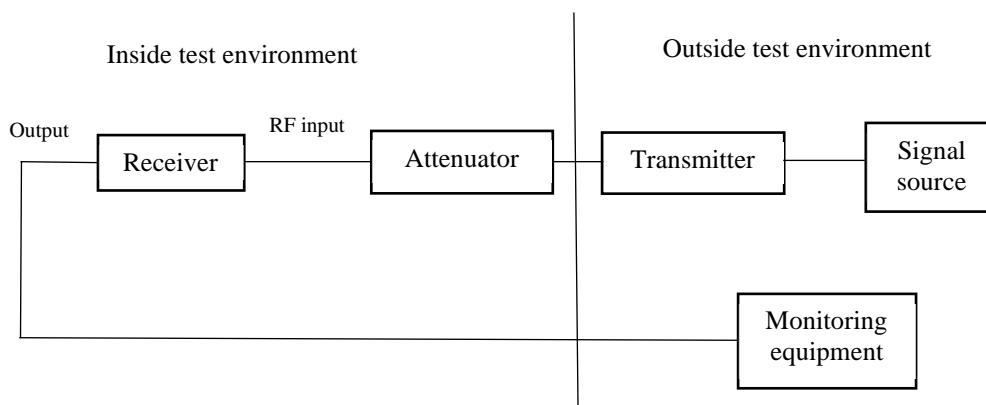 Inside test environment
Outside test environment
Output
RF input
Receiver
Attenuator
Transmitter
Signal
source
Monitoring
equipment